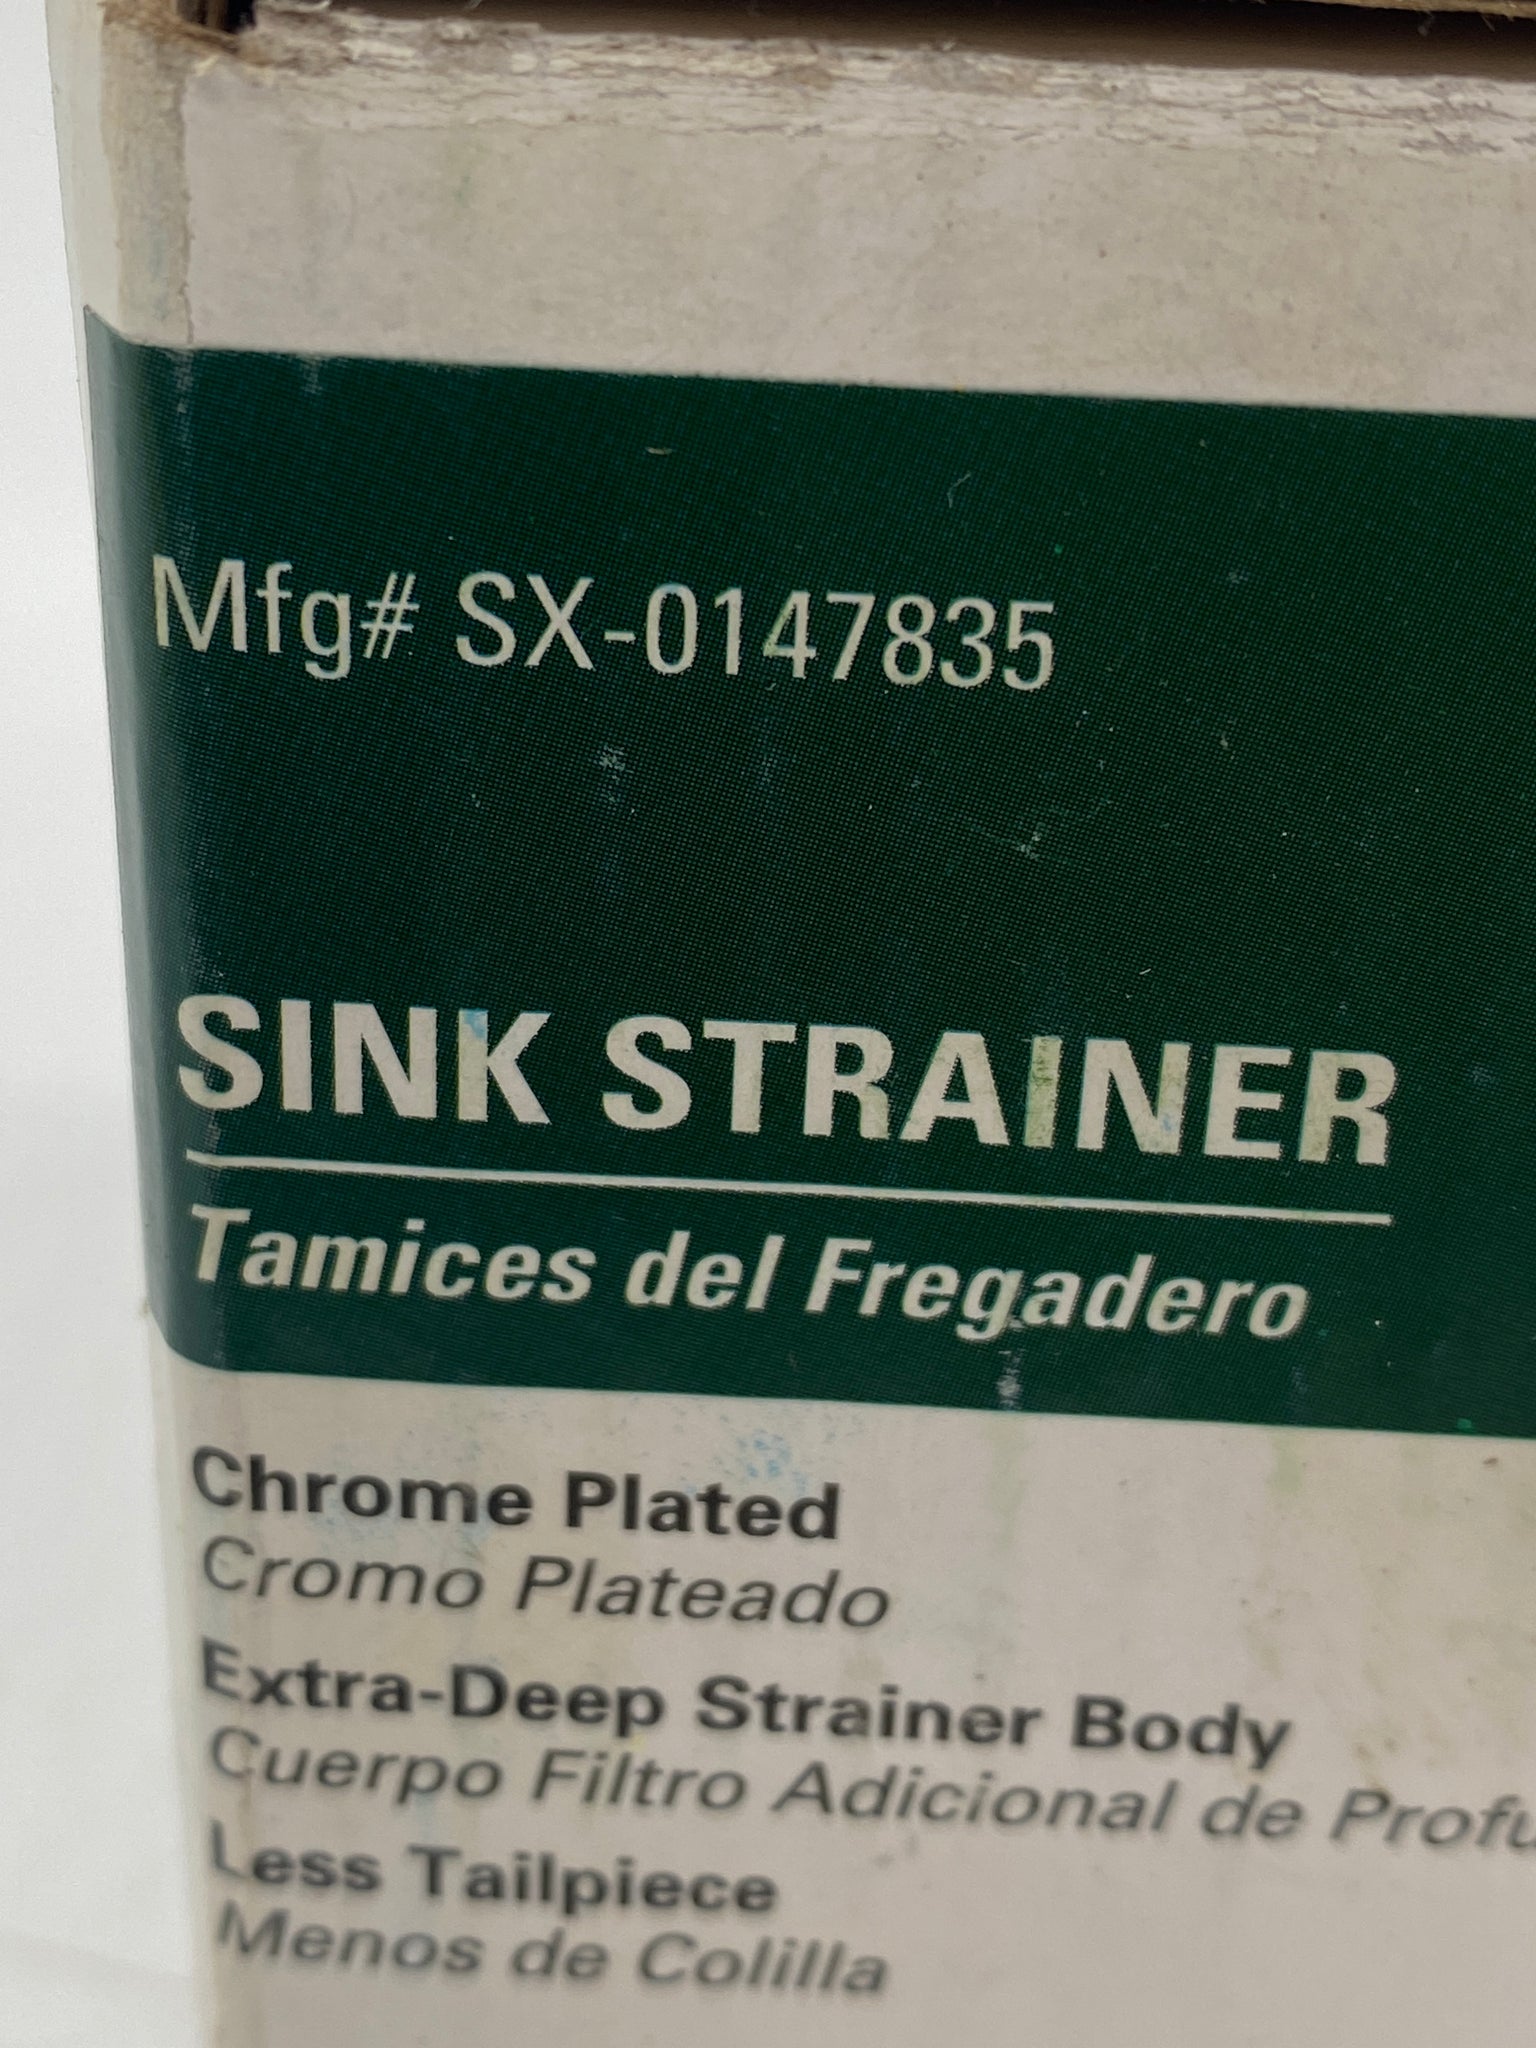 Mfg# SX-0147835
SINK STRAINER
Tamices del Fregadero
Chrome Plated
Cromo Plateado
Extra-Deep Strainer Body
Cuerpo Filtro Adicional de
Less Tailpiece
Menos de Colilla